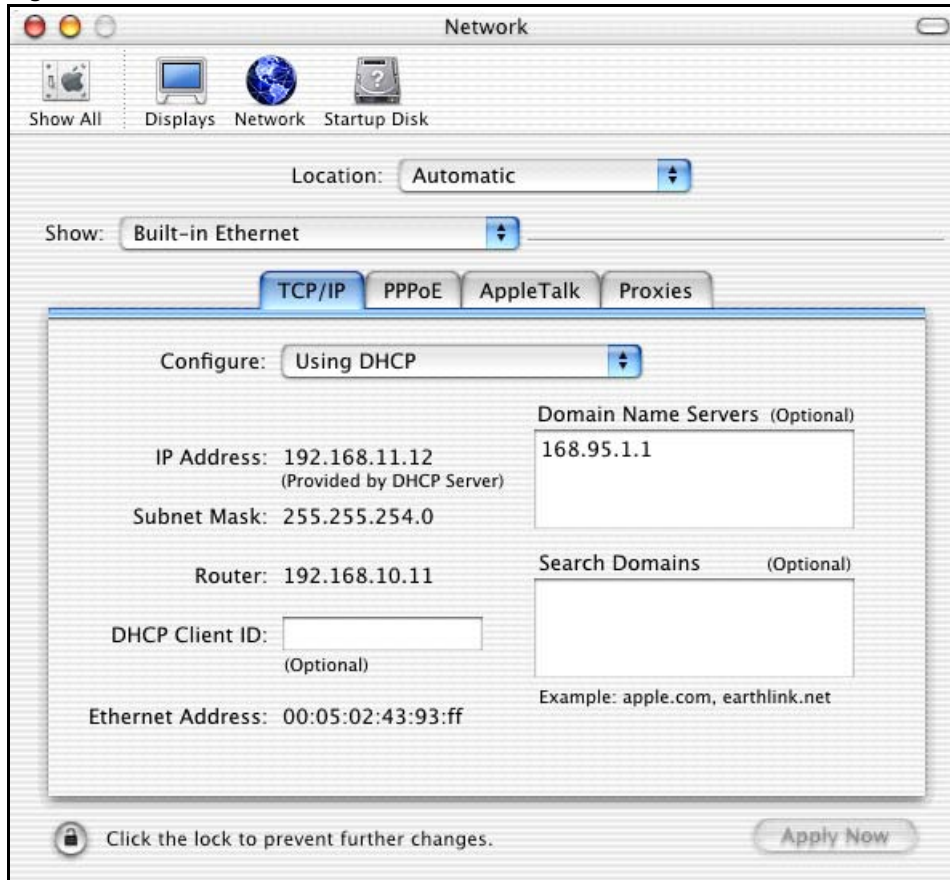 Network
Show All Displays Network Startup Disk
Location: Automatic
Show: Built-in Ethernet
TCP/IP PPPoE AppleTalk Proxies
Configure: Using DHCP
Domain Name Servers (Optional)
168.95.1.1
IP Address: 192.168.11.12
(Provided by DHCP Server)
Subnet Mask: 255.255.254.0
Router: 192.168.10.11
Search Domains (Optional)
DHCP Client ID:
(Optional)
Example: apple.com, earthlink.net
Ethernet Address: 00:05:02:43:93:ff
Click the lock to prevent further changes.
Apply Now